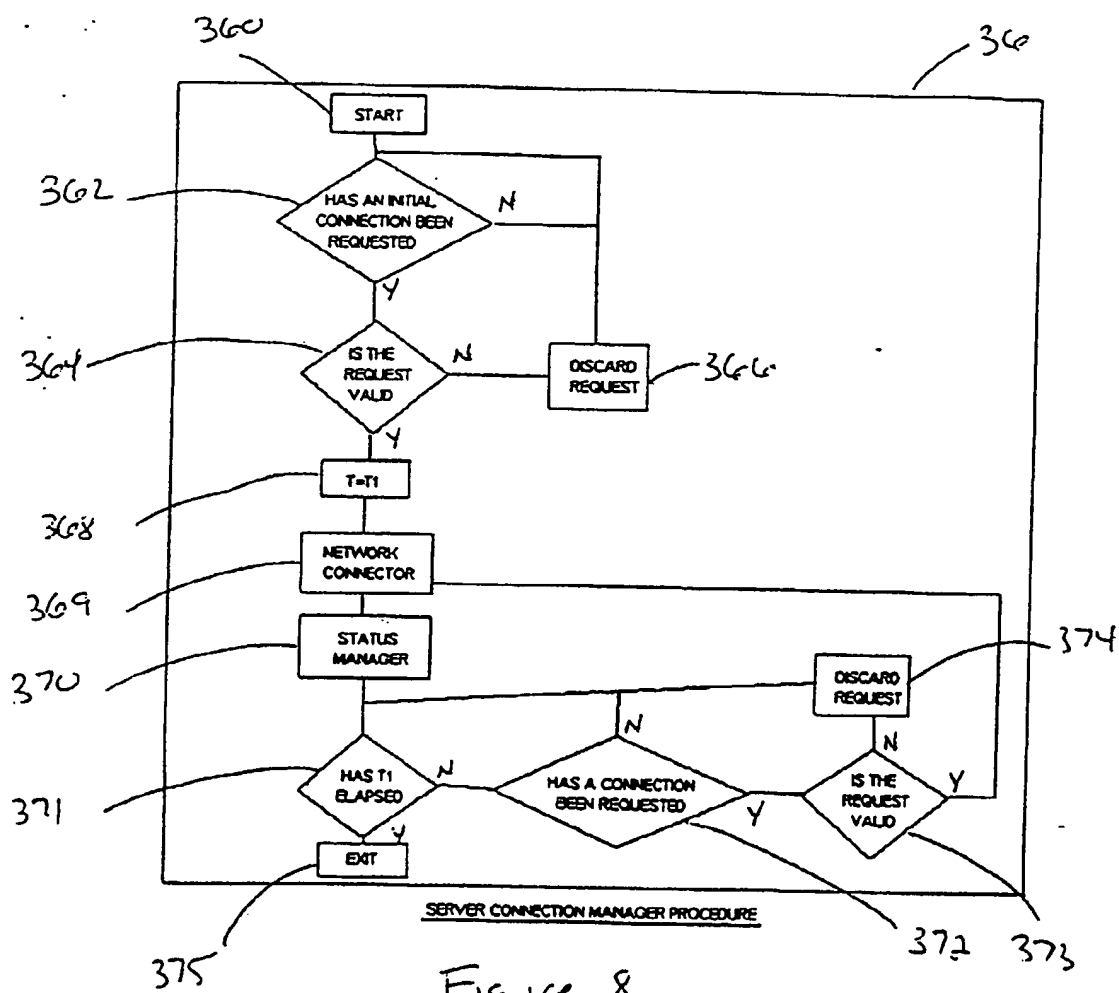 360
36
START
362
HAS AN INITIAL
CONNECTION BEEN
REQUESTED
N
Y
364
IS THE
REQUEST
VALID
N
DISCARD
REQUEST
366
Y
T=T1
368
NETWORK
CONNECTOR
369
STATUS
MANAGER
370
DISCARD
REQUEST
374
N
N
HAS T1
ELAPSED
N
HAS A CONNECTION
BEEN REQUESTED
Y
IS THE
REQUEST
VALID
Y
371
Y
EXIT
SERVER CONNECTION MANAGER PROCEDURE
375
372
373
Figure 8